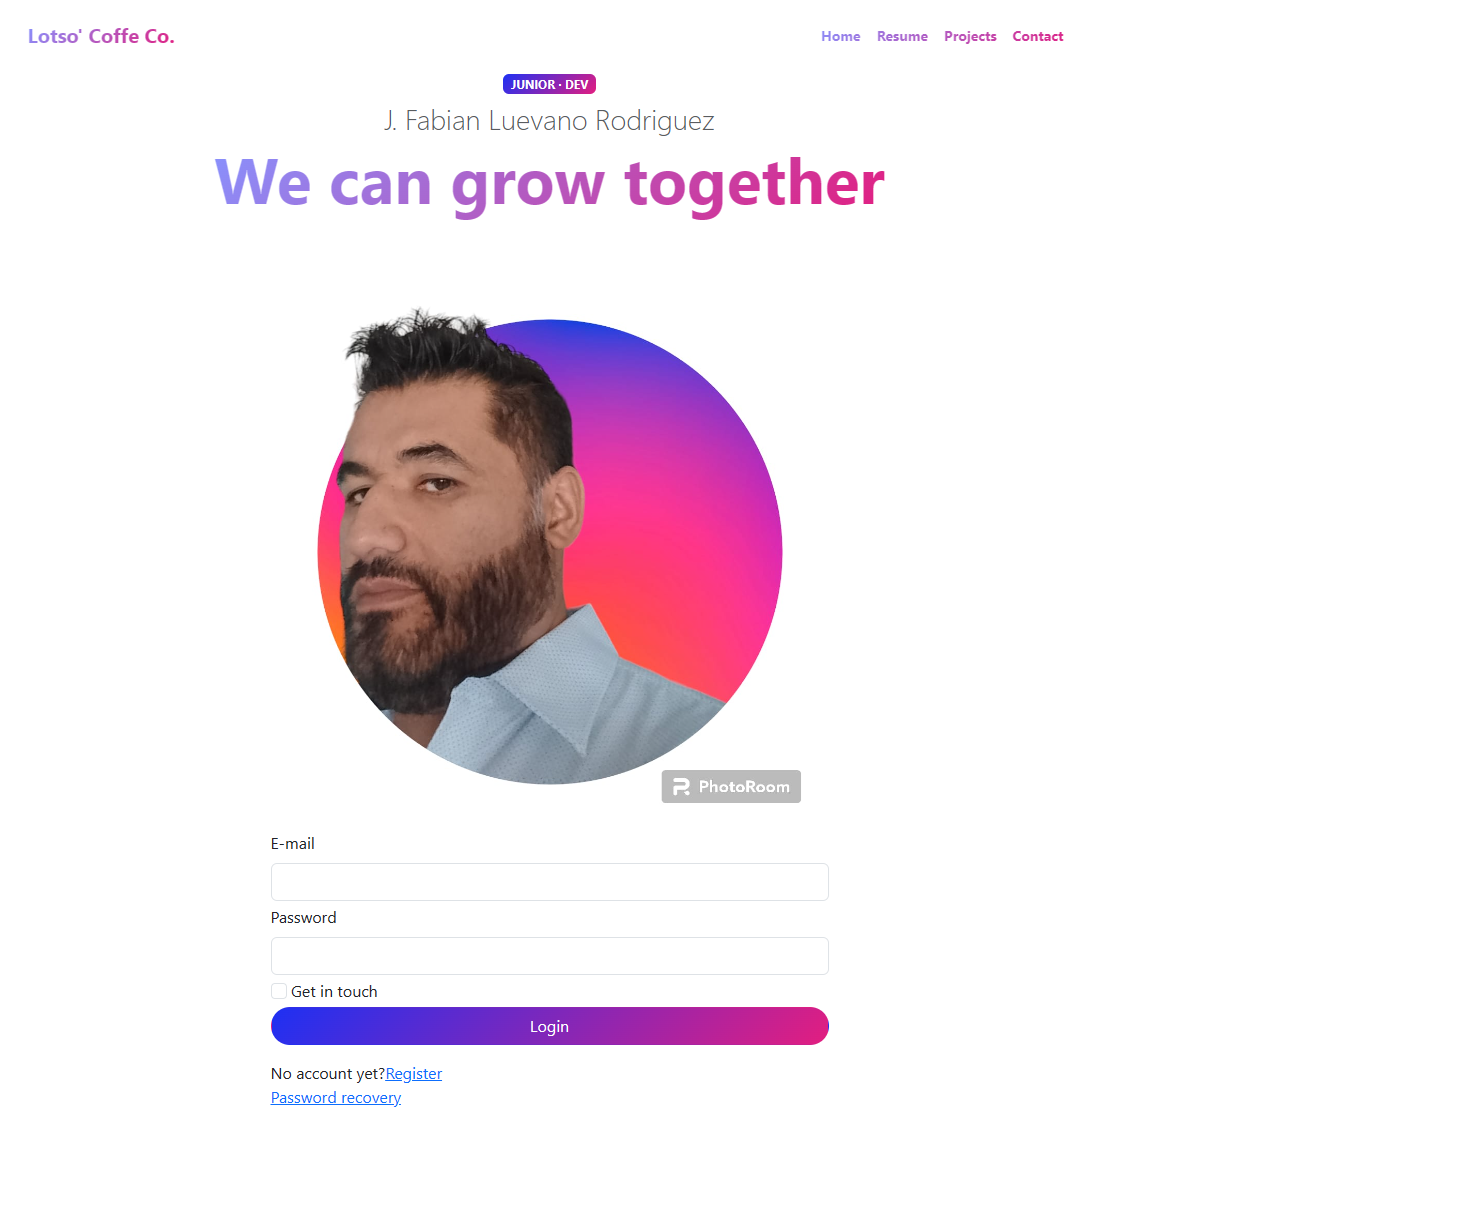 Lotso' Coffe Co.
Home Resume Projects Contact
JUNIOR · DEV
J. Fabian Luevano Rodriguez
We can grow together
PhotoRoom
E-mail
Password
Get in touch
Login
No account yet?Register
Password recovery